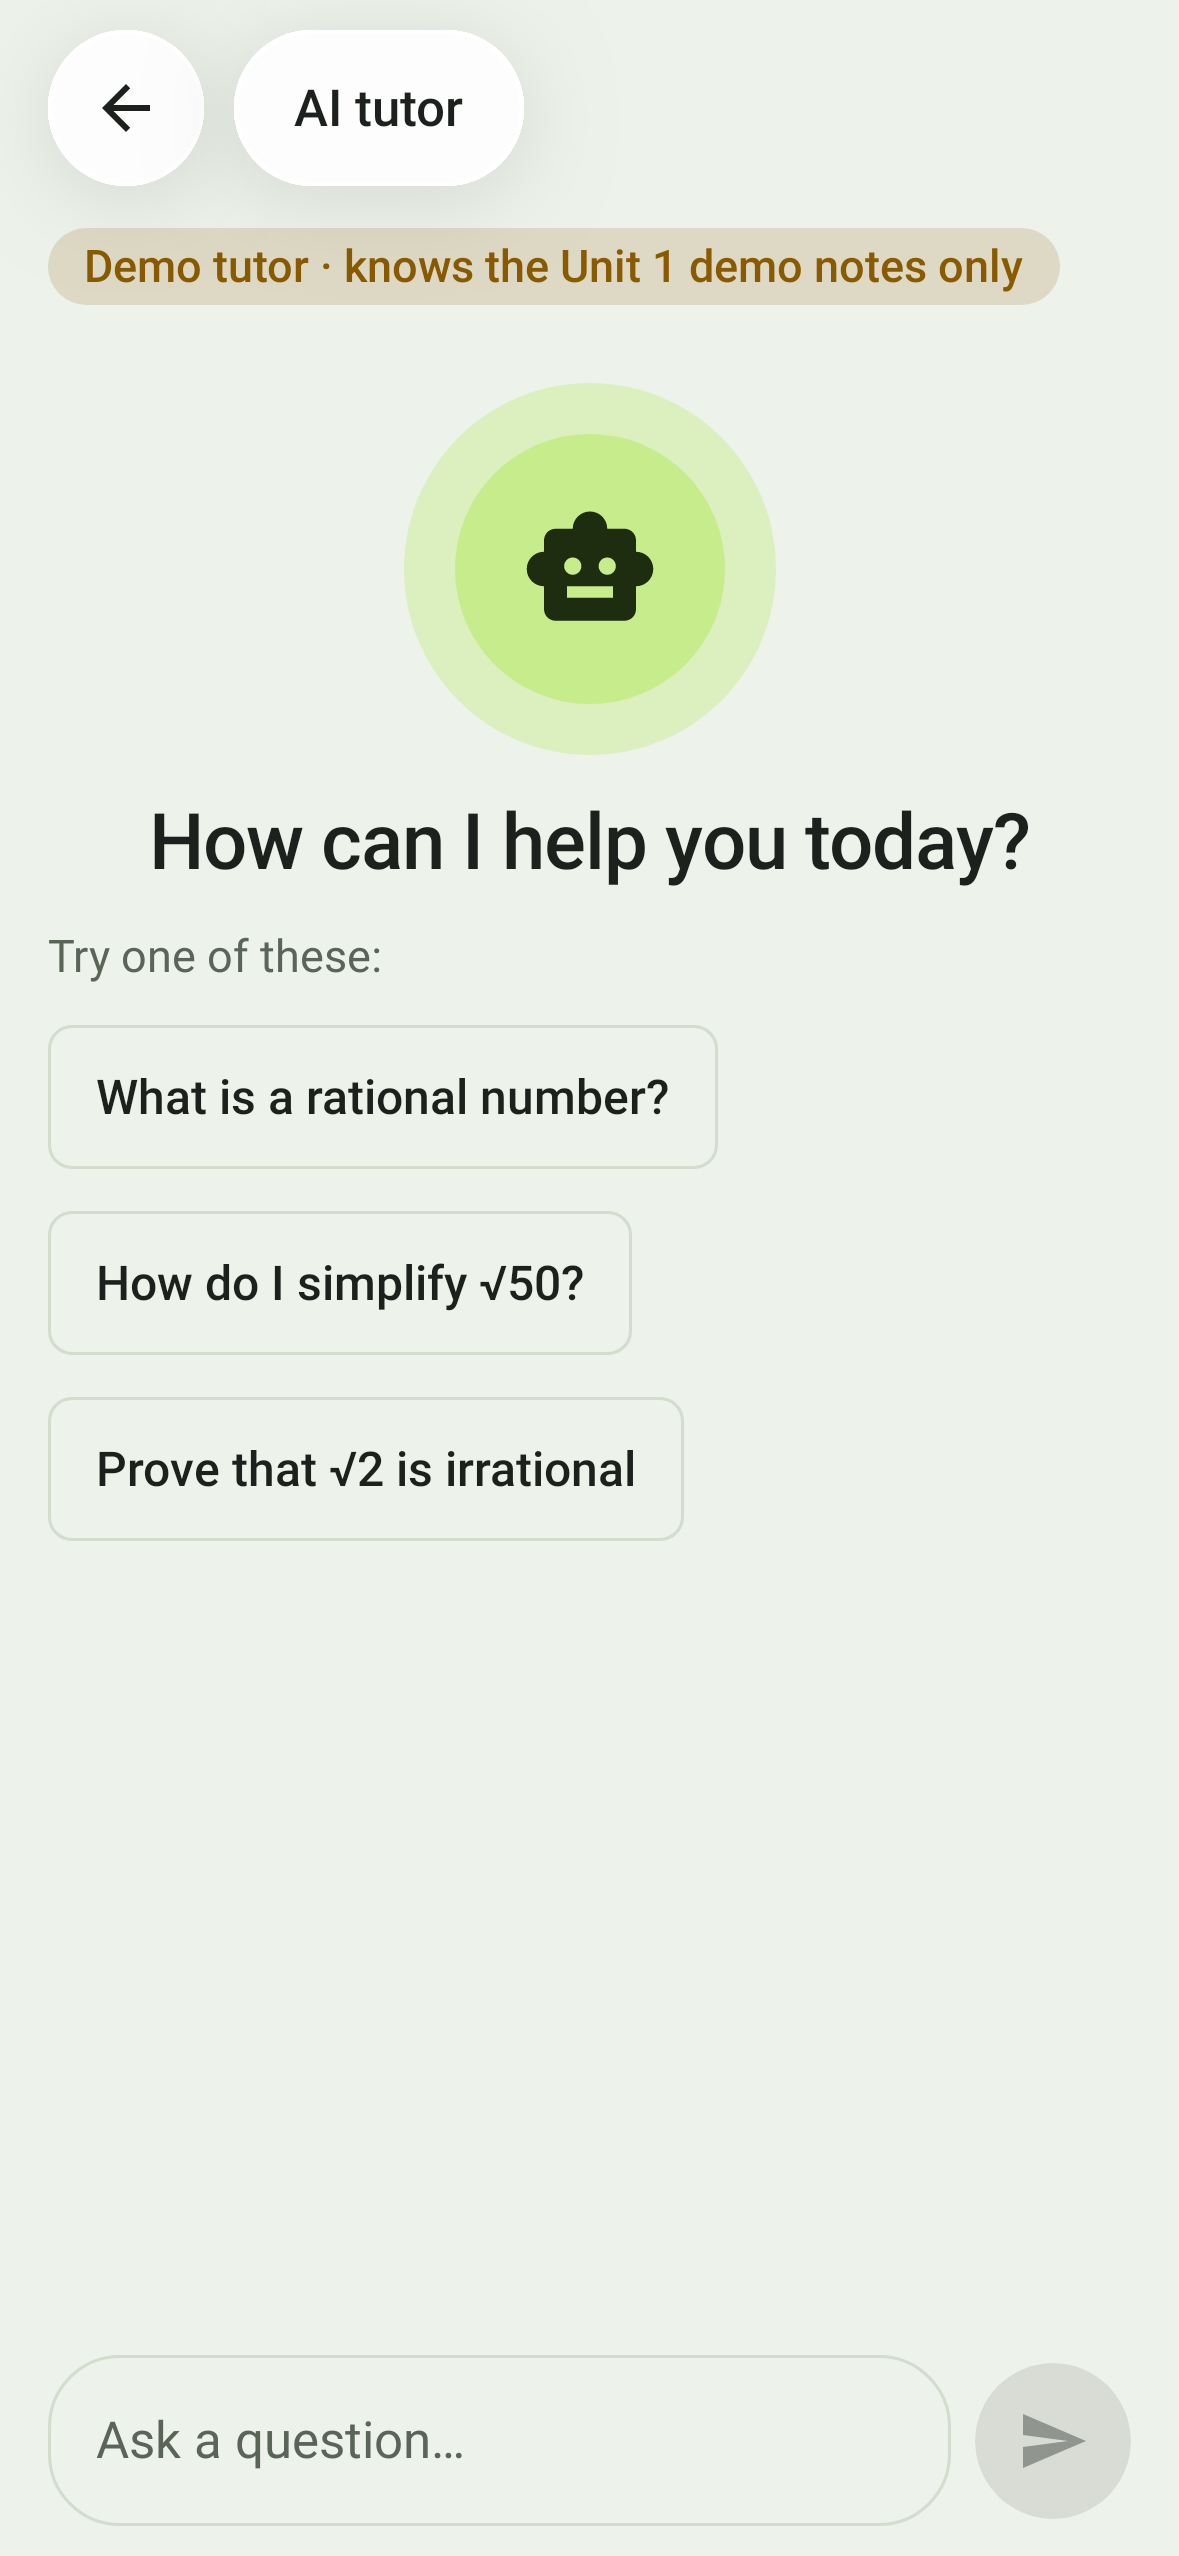 AI tutor
Demo tutor · knows the Unit 1 demo notes only
How can I help you today?
Try one of these:
What is a rational number?
How do I simplify √50?
Prove that √2 is irrational
Ask a question…